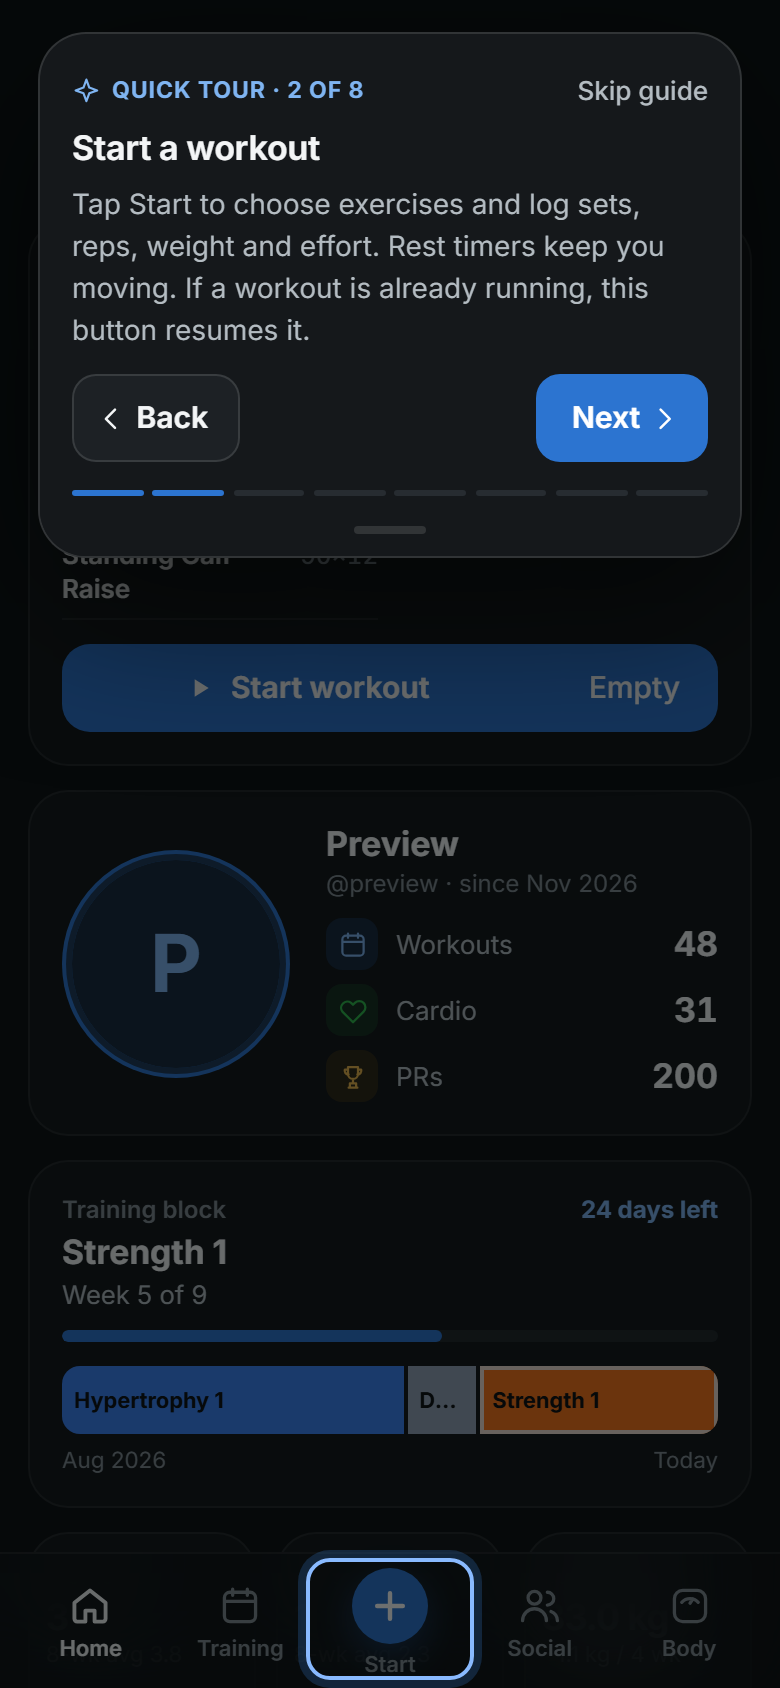 QUICK TOUR · 2 OF 8
Skip guide
Start a workout
Tap Start to choose exercises and log sets,
reps, weight and effort. Rest timers keep you
moving. If a workout is already running, this
button resumes it.
Back
Next
Standing Calf
Raise
Start workout
Empty
Preview
@preview · since Nov 2026
Workouts
48
Cardio
31
PRs
200
Training block
24 days left
Strength 1
Week 5 of 9
Hypertrophy 1
D...
Strength 1
Aug 2026
Today
Home
Training
Start
Social
Body